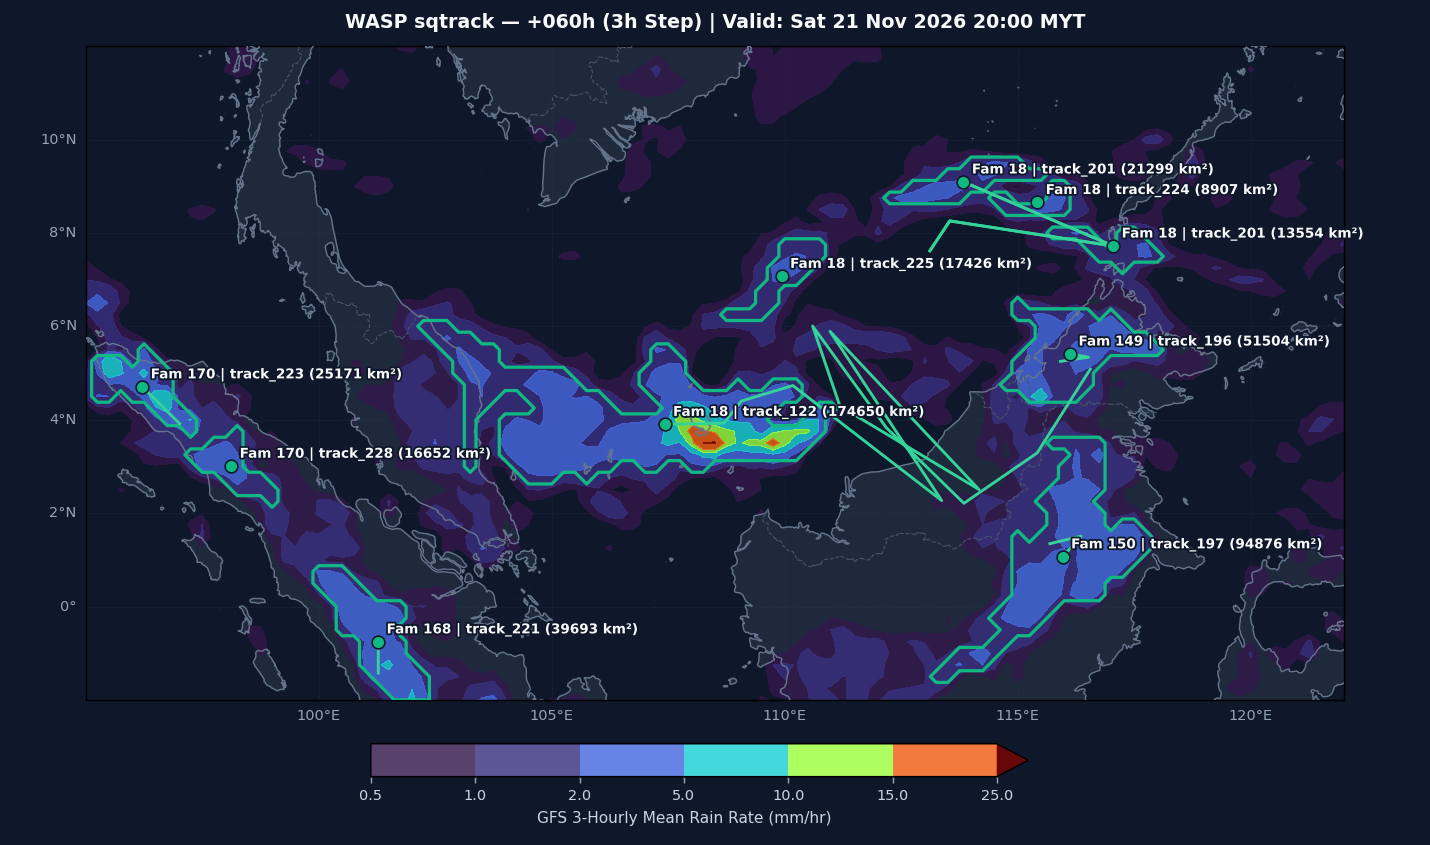 WASP sqtrack — +060h (3h Step) | Valid: Sat 21 Nov 2026 20:00 MYT
10°N
8°N
6°N
4°N
2°N
0°
Fam 18 | track_201 (21299 km²)
Fam 18 | track_224 (8907 km²)
Fam 18 | track_201 (13554 km²)
Fam 18 | track_225 (17426 km²)
Fam 149 | track_196 (51504 km²)
Fam 170 | track_223 (25171 km²)
Fam 18 | track_122 (174650 km²)
Fam 170 | track_228 (16652 km²)
Fam 150 | track_197 (94876 km²)
Fam 168 | track_221 (39693 km²)
100°E
105°E
110°E
115°E
120°E
0.5
1.0
2.0
5.0
10.0
15.0
25.0
GFS 3-Hourly Mean Rain Rate (mm/hr)